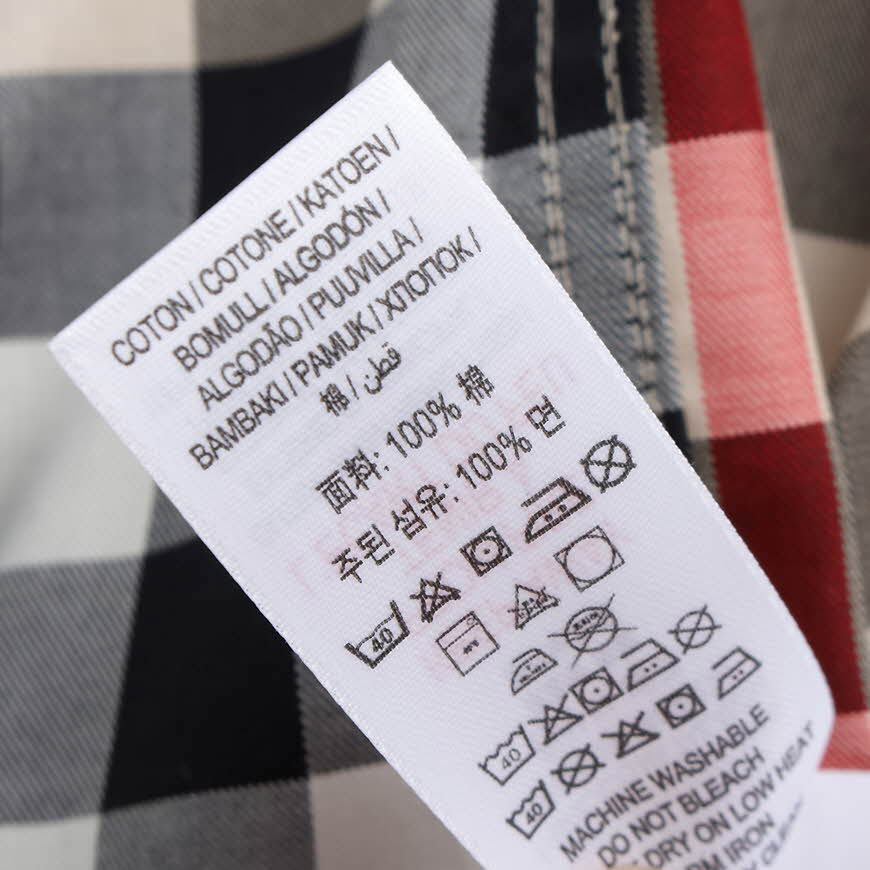 COTON / COTONE / KATOEN /
BOMULL / ALGODÓN /
ALGODÃO / PUUVILLA /
BAMBAKI / PAMUK / ХЛОПОК /
棉 / قطن
面料: 100% 棉
주된 섬유: 100% 면
40
40
40
MACHINE WASHABLE
DO NOT BLEACH
DRY ON LOW HEAT
IRON